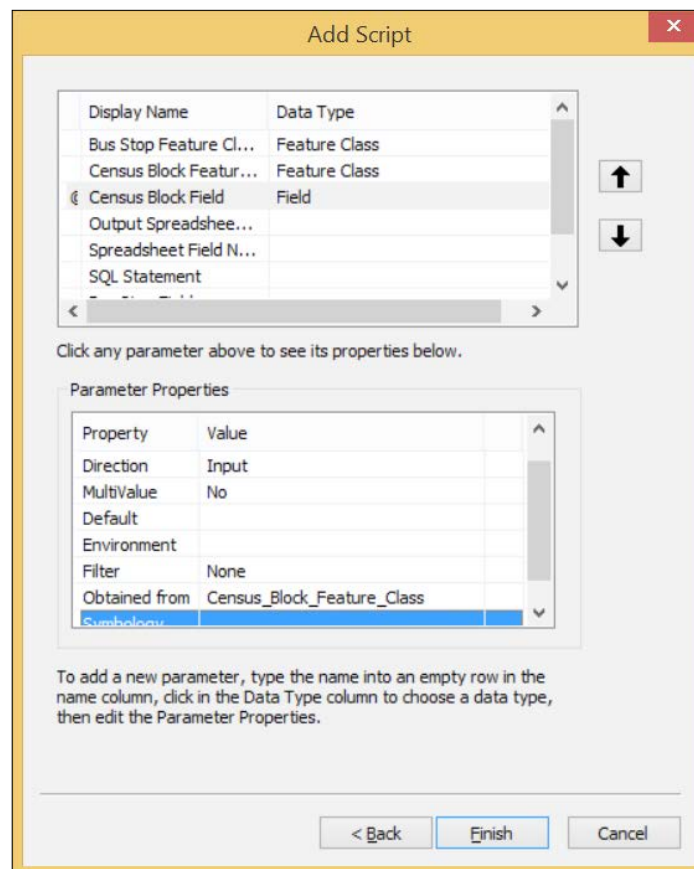 Add Script
Display Name Data Type
Bus Stop Feature Cl... Feature Class
Census Block Featur... Feature Class
Census Block Field Field
Output Spreadshee...
Spreadsheet Field N...
SQL Statement
Click any parameter above to see its properties below.
Parameter Properties
Property Value
Direction Input
MultiValue No
Default
Environment
Filter None
Obtained from Census_Block_Feature_Class
Symbology
To add a new parameter, type the name into an empty row in the
name column, click in the Data Type column to choose a data type,
then edit the Parameter Properties.
< Back Finish Cancel